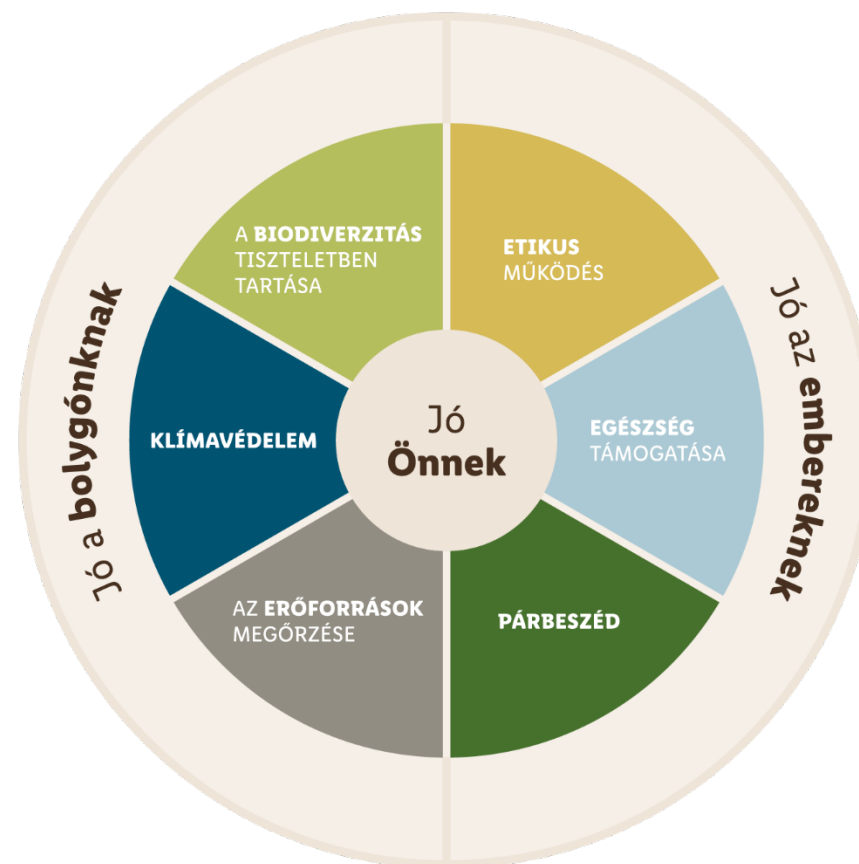 A BIODIVERZITÁS
TISZTELETBEN
TARTÁSA
ETIKUS
MŰKÖDÉS
Jó a bolygónknak
KLÍMAVÉDELEM
Jó
Önnek
EGÉSZSÉG
TÁMOGATÁSA
Jó az embereknek
AZ ERŐFORRÁSOK
MEGŐRZÉSE
PÁRBESZÉD